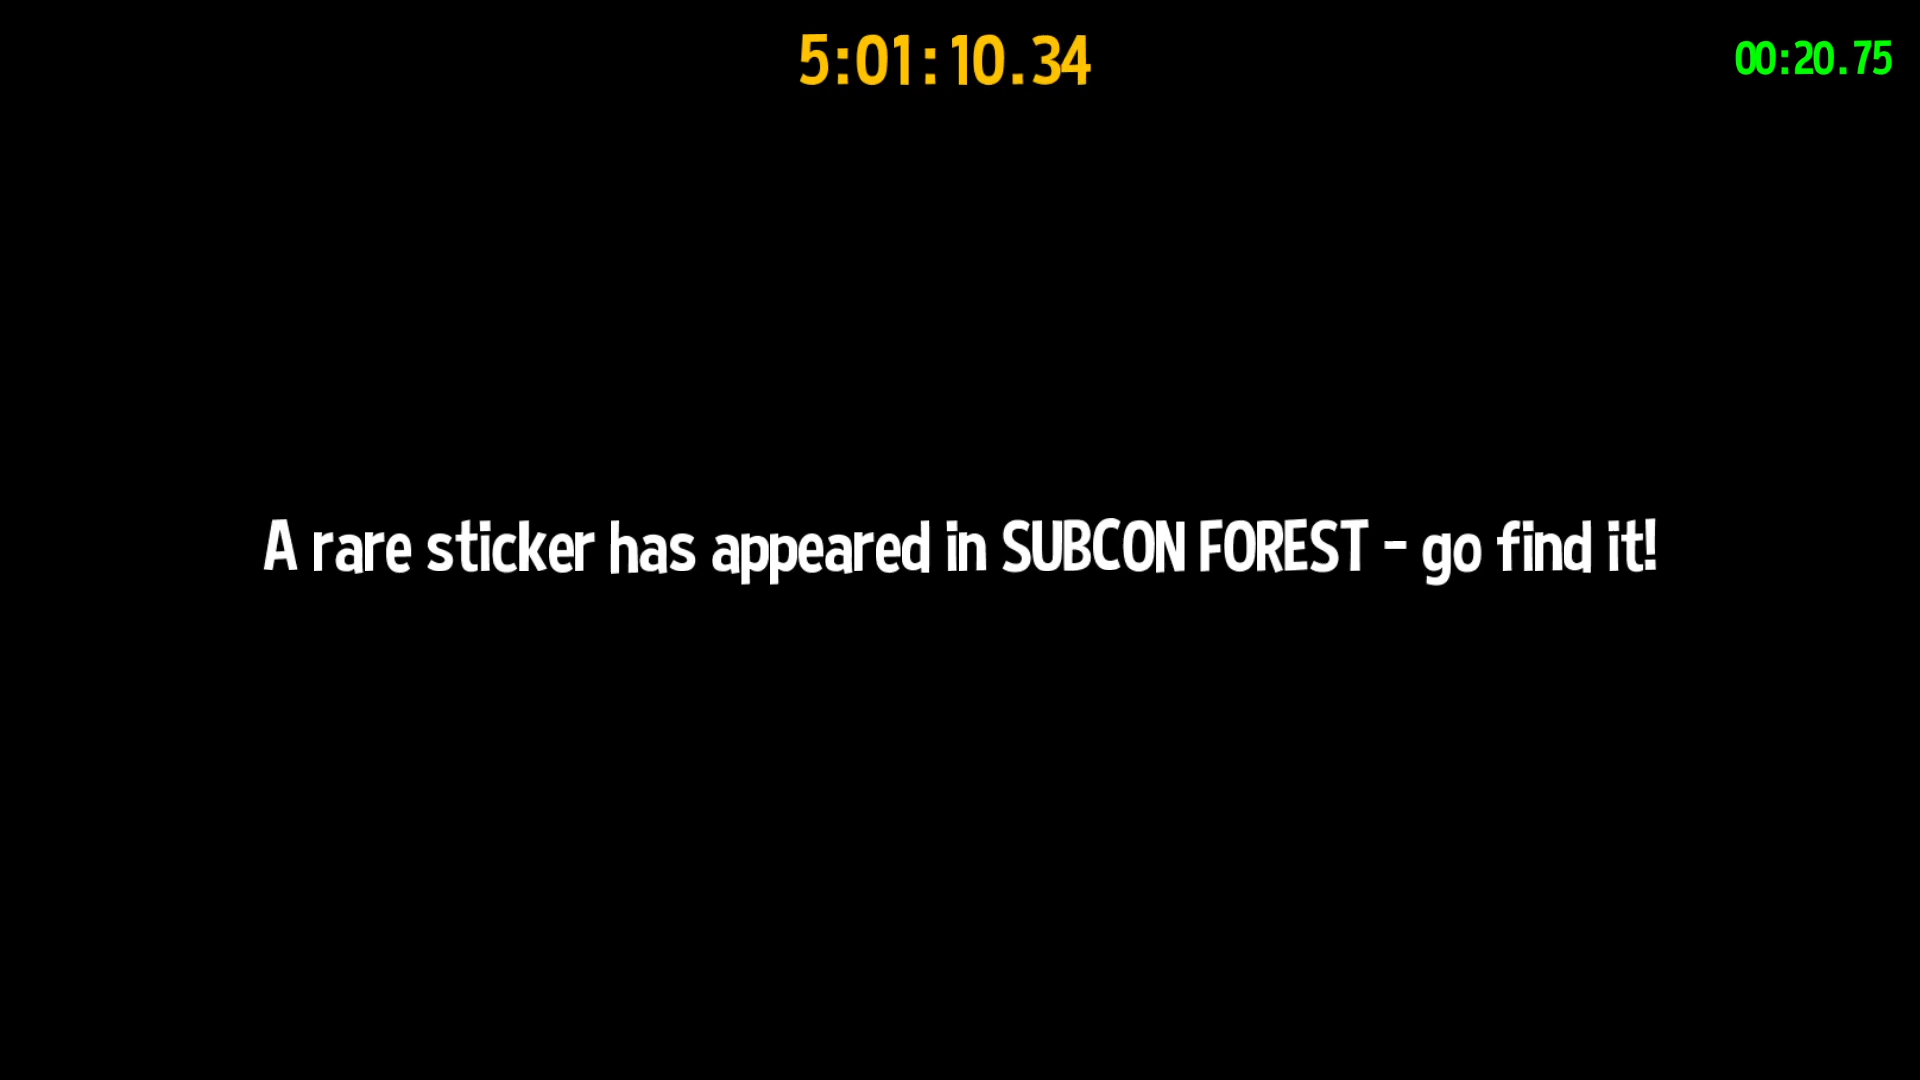 5:01:10.34
00:20.75
A rare sticker has appeared in SUBCON FOREST - go find it!